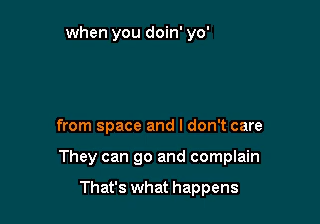 when you doin' yo'
from space and I don't care
They can go and complain
That's what happens